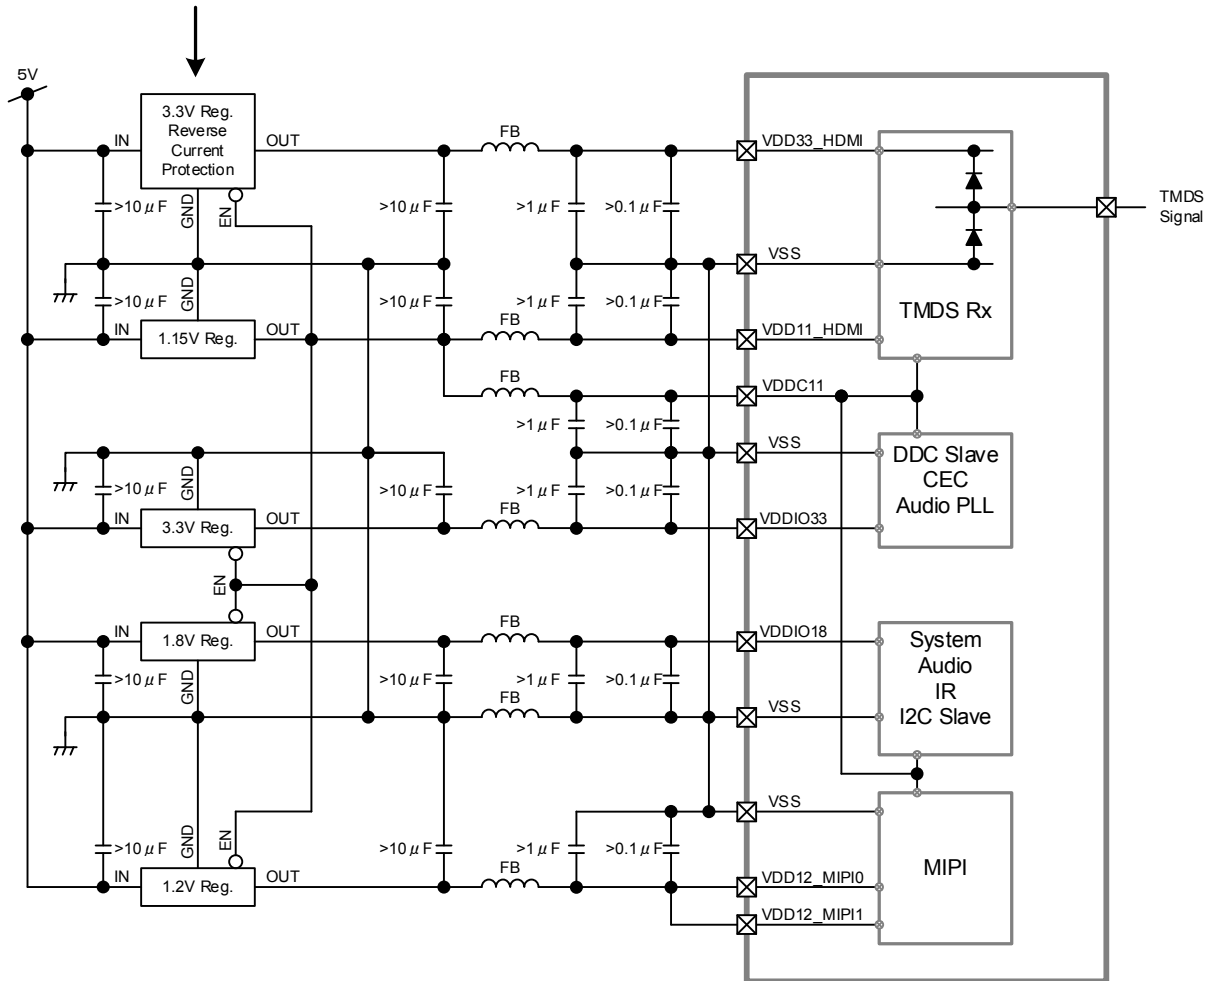 5V
3.3V Reg.
Reverse
Current
Protection
IN
OUT
FB
VDD33_HDMI
TMDS
Signal
>10μF
GND
EN
>10μF
>1μF
>0.1μF
VSS
>10μF
GND
>10μF
>1μF
>0.1μF
TMDS Rx
IN
1.15V Reg.
OUT
FB
VDD11_HDMI
FB
VDDC11
>1μF
>0.1μF
VSS
DDC Slave
CEC
Audio PLL
>10μF
GND
>10μF
>1μF
>0.1μF
IN
3.3V Reg.
OUT
FB
VDDIO33
EN
IN
1.8V Reg.
OUT
FB
VDDIO18
System
Audio
IR
I2C Slave
>10μF
GND
>10μF
>1μF
>0.1μF
FB
VSS
VSS
>10μF
GND
EN
>10μF
>1μF
>0.1μF
MIPI
IN
1.2V Reg.
OUT
FB
VDD12_MIPI0
VDD12_MIPI1